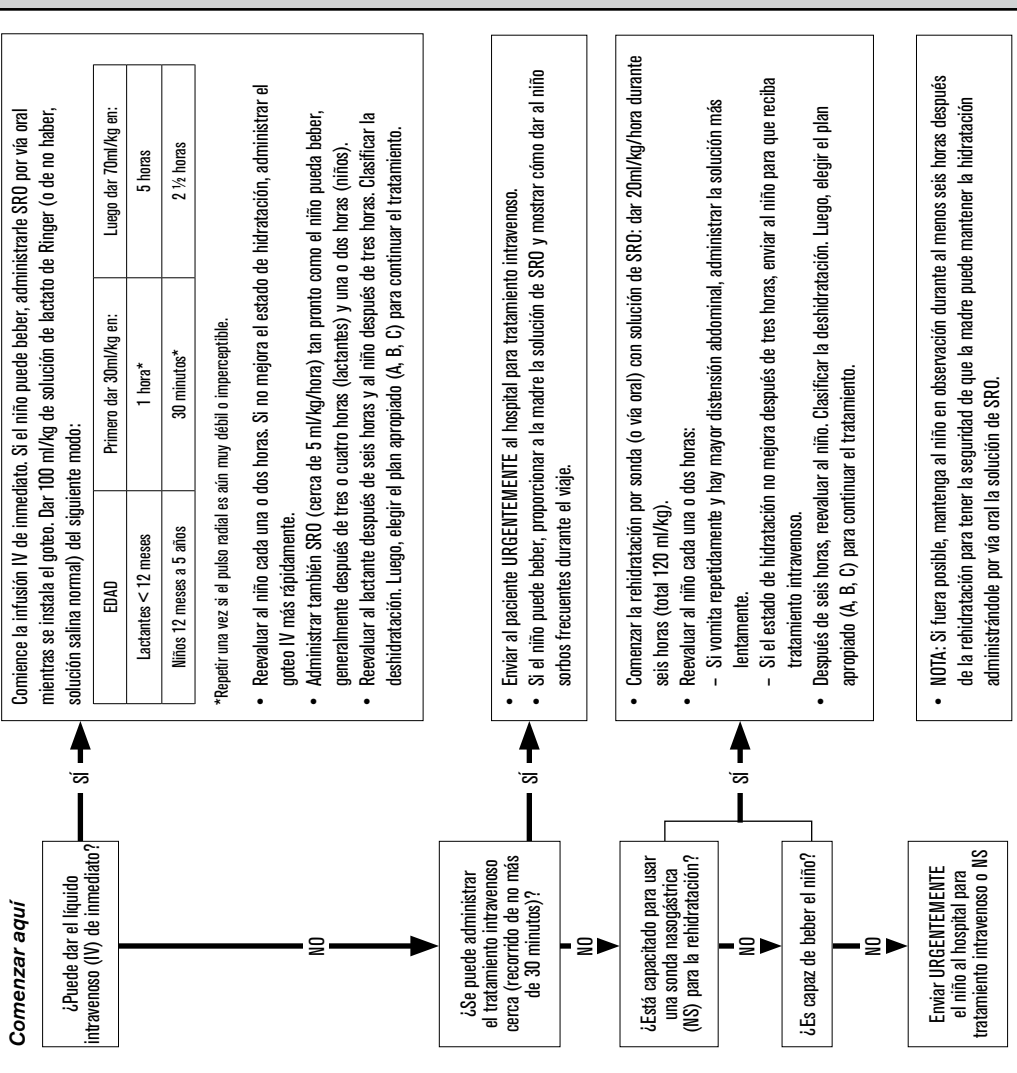 Comenzar aquí
¿Puede dar el líquido
intravenoso (IV) de inmediato?
SÍ
Comience la infusión IV de inmediato. Si el niño puede beber, administrarle SRO por vía oral
mientras se instala el goteo. Dar 100 ml/kg de solución de lactato de Ringer (o de no haber,
solución salina normal) del siguiente modo:
EDAD
Primero dar 30ml/kg en:
Luego dar 70ml/kg en:
Lactantes < 12 meses
1 hora*
5 horas
Niños 12 meses a 5 años
30 minutos*
2 ½ horas
*Repetir una vez si el pulso radial es aún muy débil o imperceptible.
• Reevaluar al niño cada una o dos horas. Si no mejora el estado de hidratación, administrar el
goteo IV más rápidamente.
• Administrar también SRO (cerca de 5 ml/kg/hora) tan pronto como el niño pueda beber,
generalmente después de tres o cuatro horas (lactantes) y una o dos horas (niños).
• Reevaluar al lactante después de seis horas y al niño después de tres horas. Clasificar la
deshidratación. Luego, elegir el plan apropiado (A, B, C) para continuar el tratamiento.
NO
¿Se puede administrar
el tratamiento intravenoso
cerca (recorrido de no más
de 30 minutos)?
SÍ
• Enviar al paciente URGENTEMENTE al hospital para tratamiento intravenoso.
• Si el niño puede beber, proporcionar a la madre la solución de SRO y mostrar cómo dar al niño
sorbos frecuentes durante el viaje.
NO
¿Está capacitado para usar
una sonda nasogástrica
(NS) para la rehidratación?
NO
¿Es capaz de beber el niño?
SÍ
• Comenzar la rehidratación por sonda (o vía oral) con solución de SRO: dar 20ml/kg/hora durante
seis horas (total 120 ml/kg).
• Reevaluar al niño cada una o dos horas:
– Si vomita repetidamente y hay mayor distensión abdominal, administrar la solución más
lentamente.
– Si el estado de hidratación no mejora después de tres horas, enviar al niño para que reciba
tratamiento intravenoso.
• Después de seis horas, reevaluar al niño. Clasificar la deshidratación. Luego, elegir el plan
apropiado (A, B, C) para continuar el tratamiento.
NO
Enviar URGENTEMENTE
el niño al hospital para
tratamiento intravenoso o NS
• NOTA: Si fuera posible, mantenga al niño en observación durante al menos seis horas después
de la rehidratación para tener la seguridad de que la madre puede mantener la hidratación
administrándole por vía oral la solución de SRO.